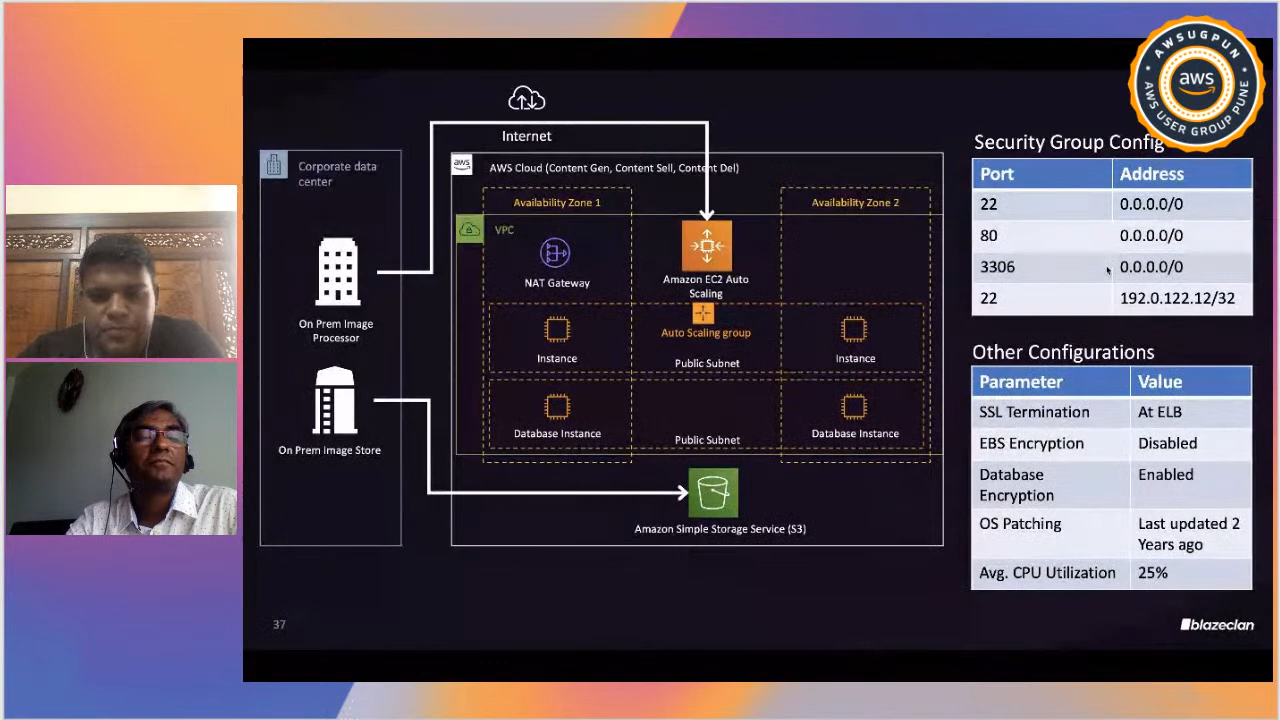 AWSUGPUN
aws
AWS USER GROUP PUNE
Internet
Corporate data
center
aws
AWS Cloud (Content Gen, Content Sell, Content Del)
Availability Zone 1
Availability Zone 2
VPC
NAT Gateway
Amazon EC2 Auto
Scaling
On Prem Image
Processor
Auto Scaling group
Instance
Public Subnet
Instance
Database Instance
Public Subnet
Database Instance
On Prem Image Store
Amazon Simple Storage Service (S3)
Security Group Config
Port Address
22 0.0.0.0/0
80 0.0.0.0/0
3306 0.0.0.0/0
22 192.0.122.12/32
Other Configurations
Parameter Value
SSL Termination At ELB
EBS Encryption Disabled
Database Enabled
Encryption
OS Patching Last updated 2
Years ago
Avg. CPU Utilization 25%
37
blazeclan